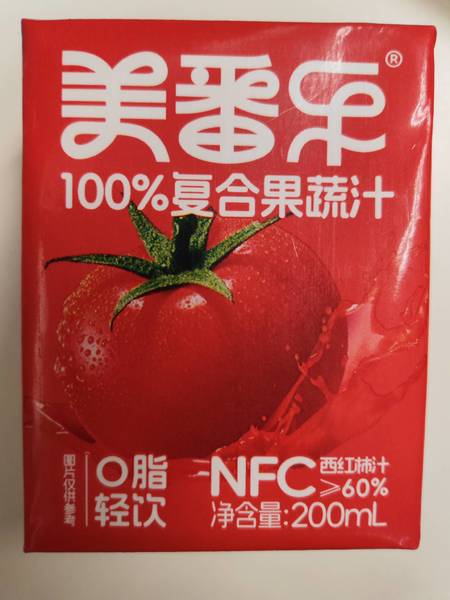 美番乐®
100%复合果蔬汁
图片仅供参考
0脂
轻饮
NFC 西红柿汁
≥60%
净含量:200mL